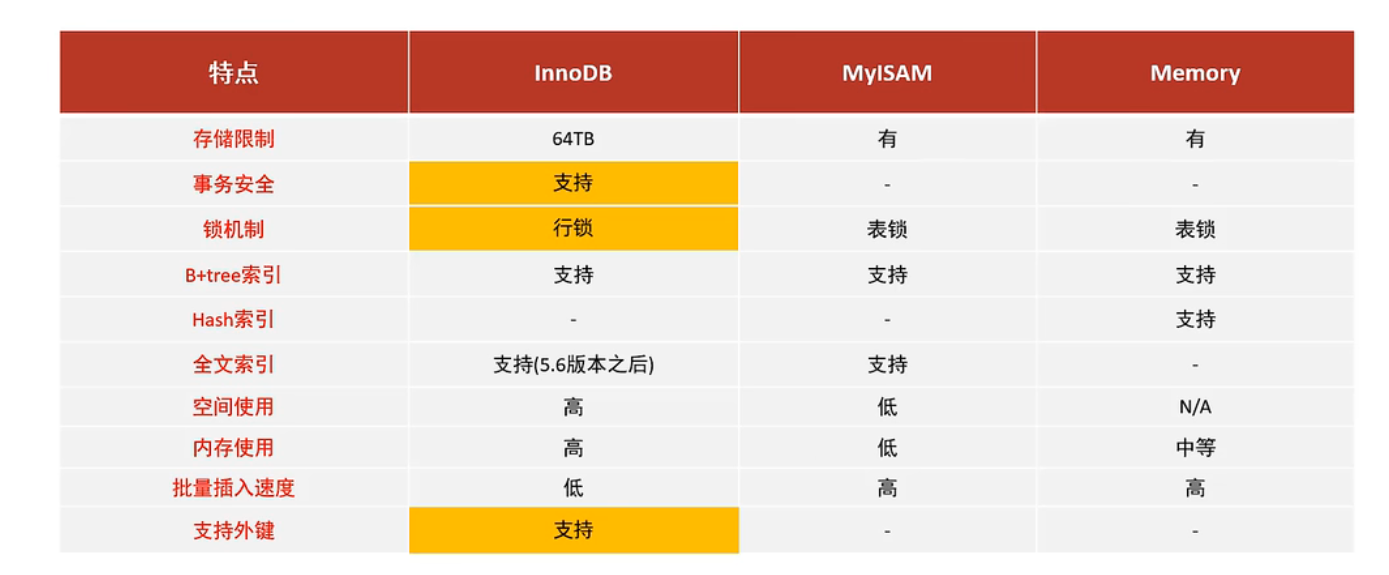 特点 InnoDB MyISAM Memory
存储限制 64TB 有 有
事务安全 支持 - -
锁机制 行锁 表锁 表锁
B+tree索引 支持 支持 支持
Hash索引 - - 支持
全文索引 支持(5.6版本之后) 支持 -
空间使用 高 低 N/A
内存使用 高 低 中等
批量插入速度 低 高 高
支持外键 支持 - -